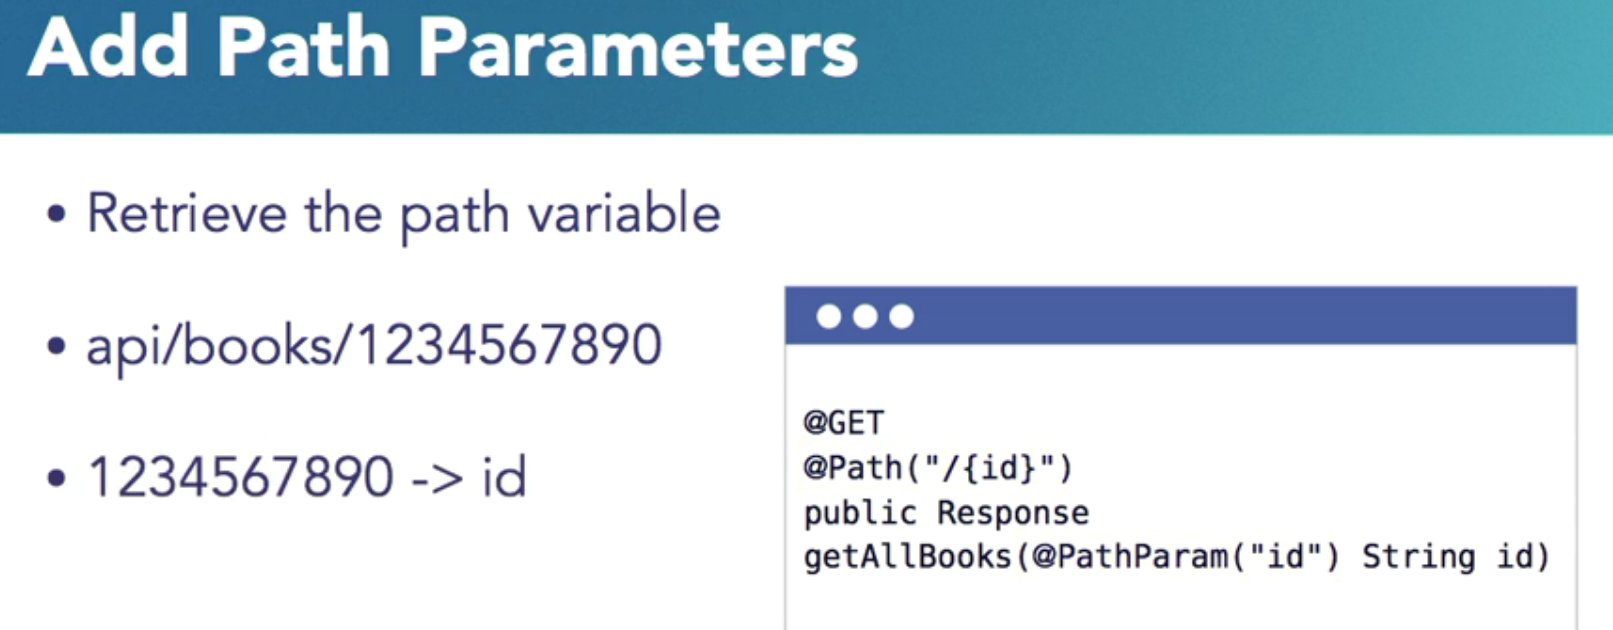 Add Path Parameters
• Retrieve the path variable
• api/books/1234567890
• 1234567890 -> id
@GET
@Path("/{id}")
public Response
getAllBooks(@PathParam("id") String id)